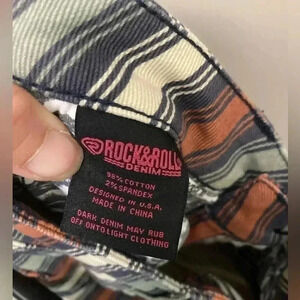 ROCK&ROLL
DENIM
98% COTTON
2% SPANDEX
DESIGNED IN U.S.A.
MADE IN CHINA
DARK DENIM MAY RUB
OFF ONTO LIGHT CLOTHING